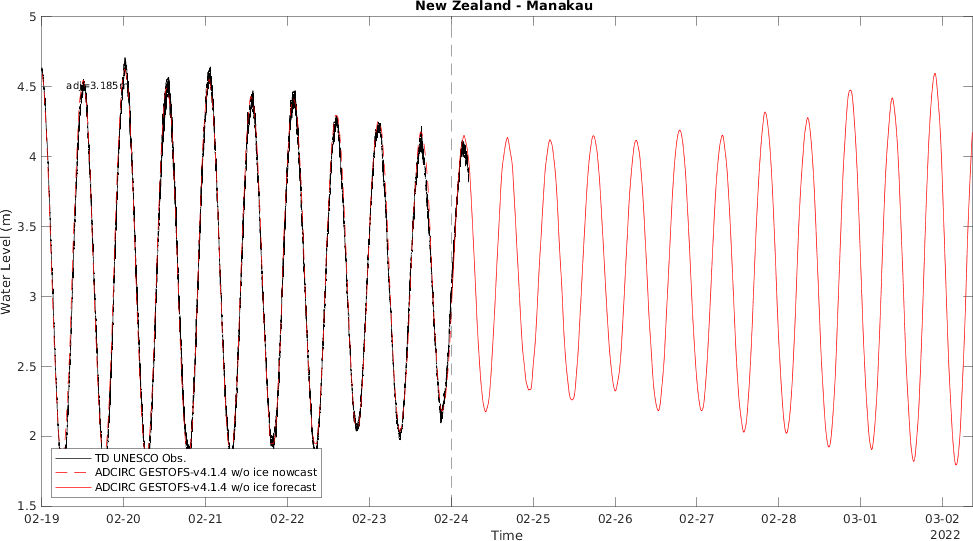 New Zealand - Manakau
Water Level (m)
5
4.5
4
3.5
3
2.5
2
1.5
adj=3.185
TD UNESCO Obs.
ADCIRC GESTOFS-v4.1.4 w/o ice nowcast
ADCIRC GESTOFS-v4.1.4 w/o ice forecast
02-19 02-20 02-21 02-22 02-23 02-24 02-25 02-26 02-27 02-28 03-01 03-02
2022
Time